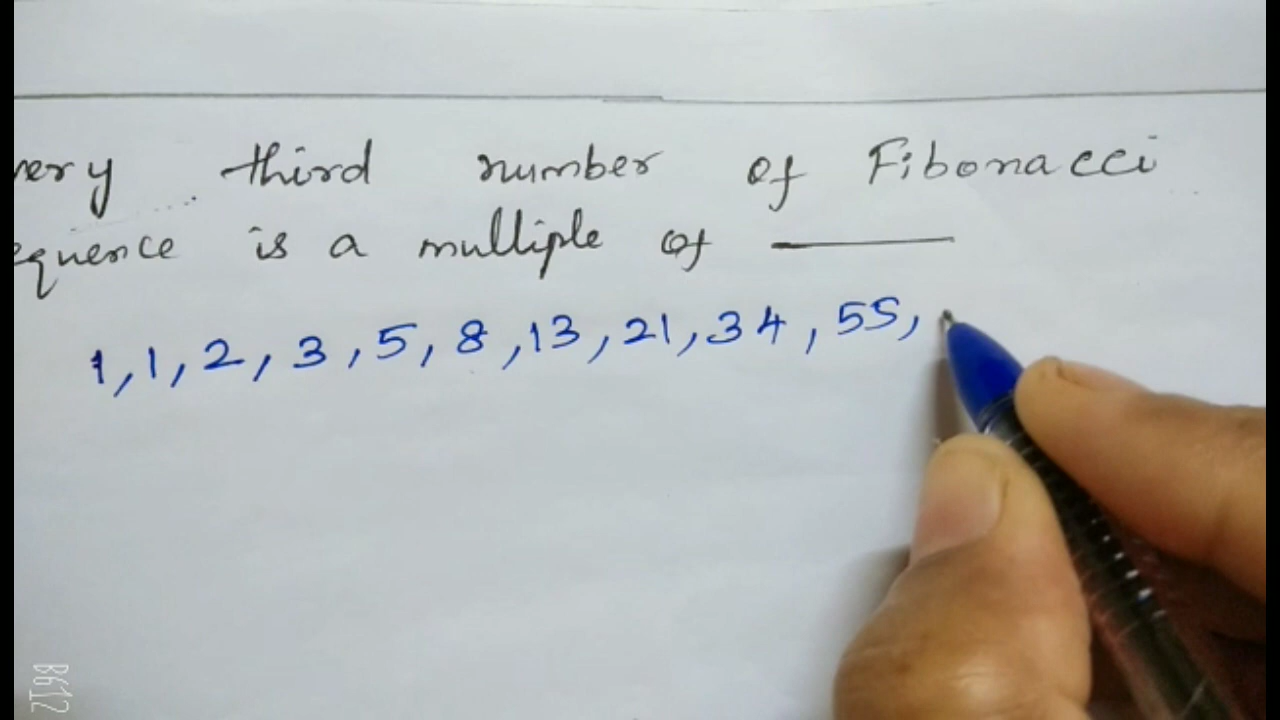 very third number of Fibonacci
equence is a multiple of ———
1, 1, 2, 3, 5, 8, 13, 21, 34, 55,
B612